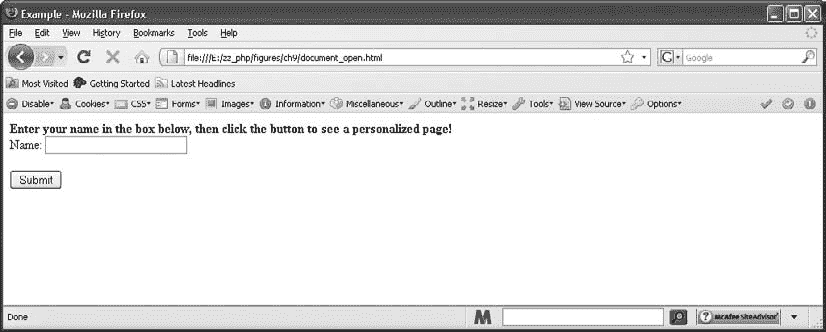 Example - Mozilla Firefox
File Edit View History Bookmarks Tools Help
file:///E:/zz_php/figures/ch9/document_open.html
Google
Most Visited Getting Started Latest Headlines
Disable Cookies CSS Forms Images Information Miscellaneous Outline Resize Tools View Source Options
Enter your name in the box below, then click the button to see a personalized page!
Name:
Submit
Done
McAfee SiteAdvisor